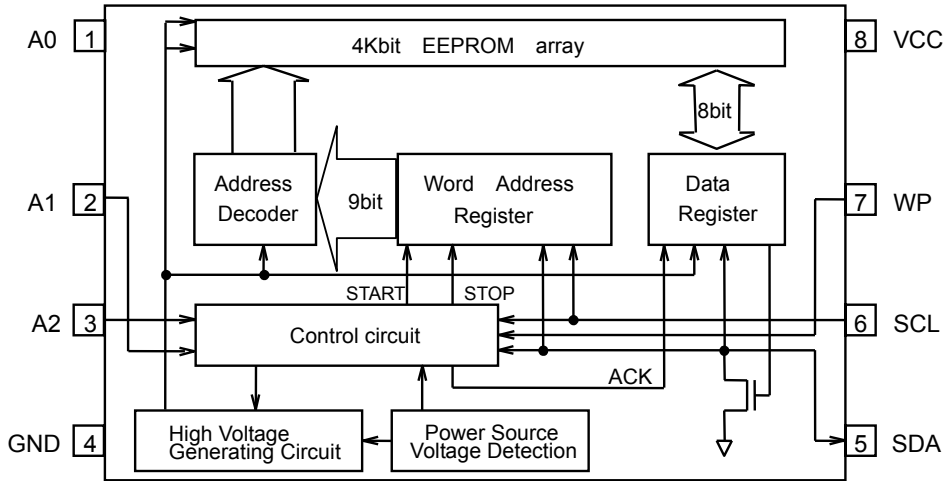 A0 1 4Kbit EEPROM array 8 VCC
8bit
A1 2 Address Decoder 9bit Word Address Register Data Register 7 WP
START STOP
A2 3 Control circuit 6 SCL
ACK
GND 4 High Voltage Generating Circuit Power Source Voltage Detection 5 SDA